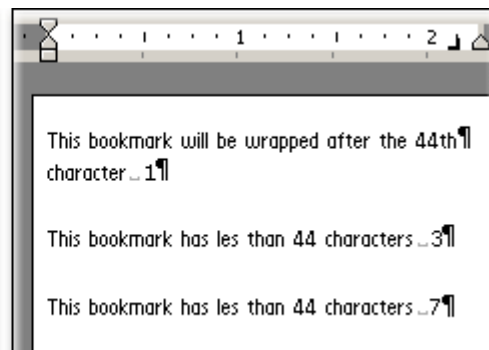 1 2
This bookmark will be wrapped after the 44th¶
character␣1¶
This bookmark has les than 44 characters␣3¶
This bookmark has les than 44 characters␣7¶